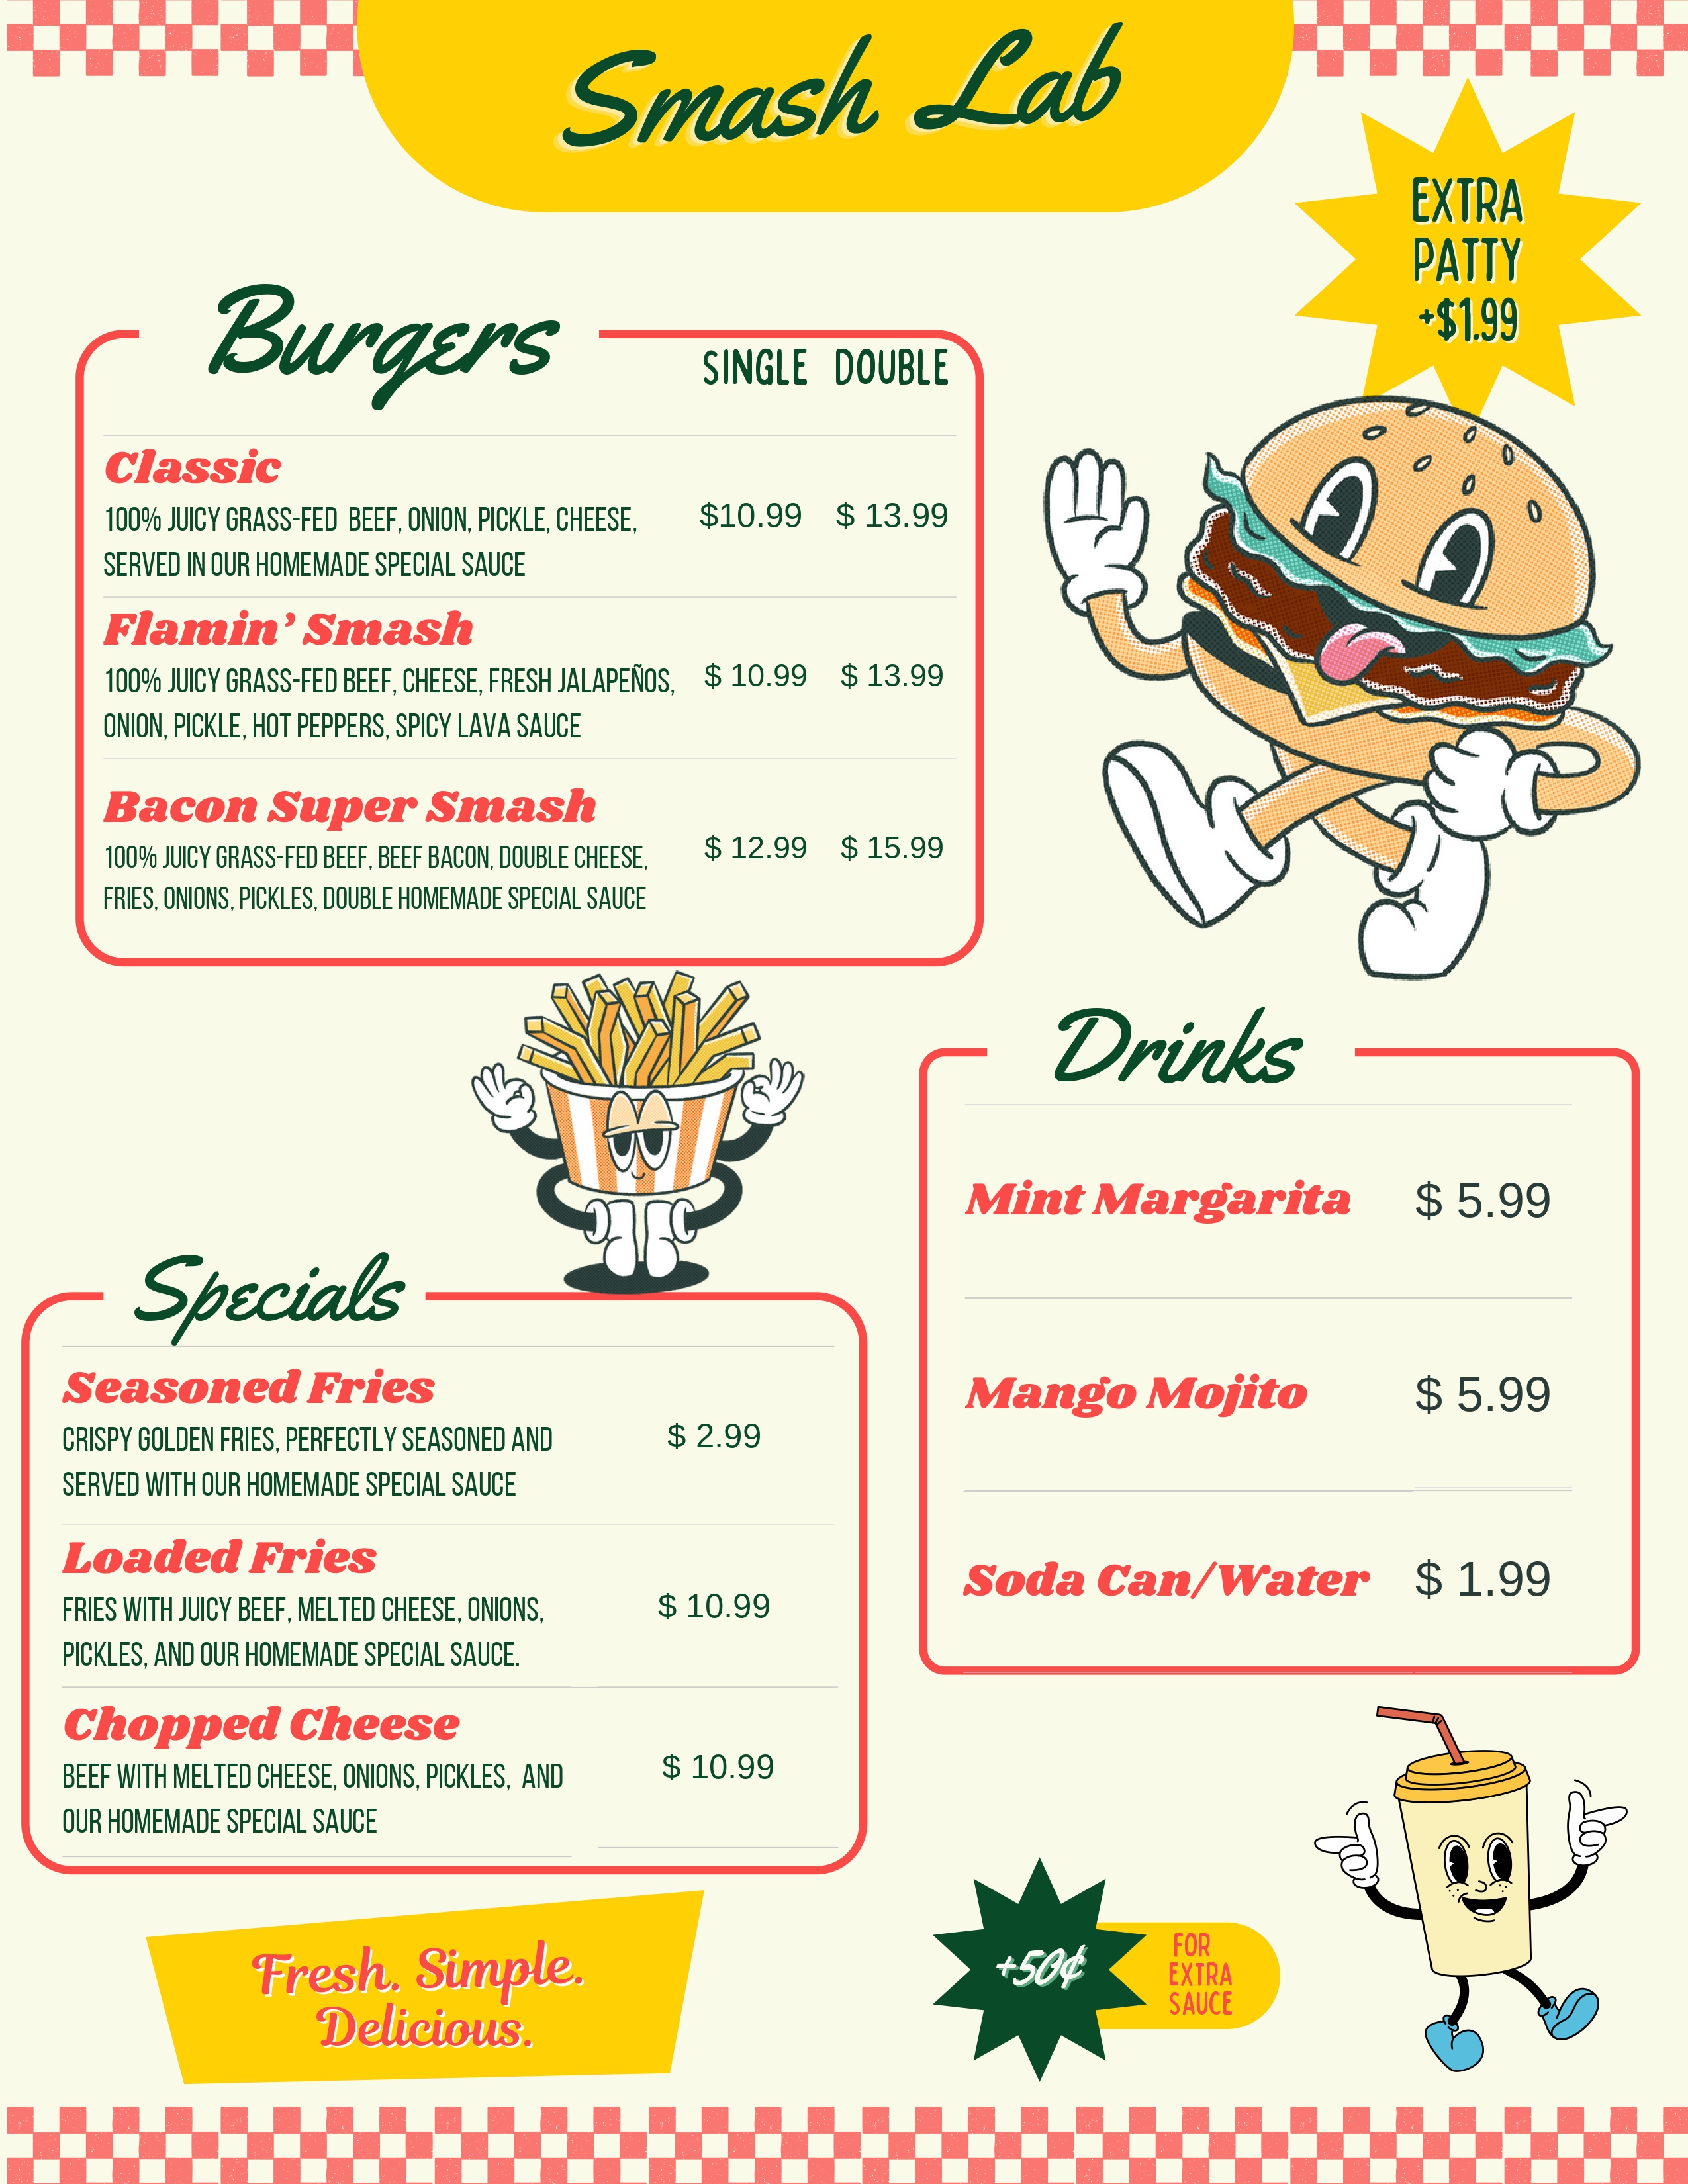 Smash Lab
EXTRA
PATTY
+$1.99
Burgers
SINGLE DOUBLE
Classic
100% JUICY GRASS-FED BEEF, ONION, PICKLE, CHEESE,
SERVED IN OUR HOMEMADE SPECIAL SAUCE
$10.99 $ 13.99
Flamin' Smash
100% JUICY GRASS-FED BEEF, CHEESE, FRESH JALAPEÑOS,
ONION, PICKLE, HOT PEPPERS, SPICY LAVA SAUCE
$ 10.99 $ 13.99
Bacon Super Smash
100% JUICY GRASS-FED BEEF, BEEF BACON, DOUBLE CHEESE,
FRIES, ONIONS, PICKLES, DOUBLE HOMEMADE SPECIAL SAUCE
$ 12.99 $ 15.99
Drinks
Mint Margarita $ 5.99
Mango Mojito $ 5.99
Soda Can/Water $ 1.99
Specials
Seasoned Fries
CRISPY GOLDEN FRIES, PERFECTLY SEASONED AND
SERVED WITH OUR HOMEMADE SPECIAL SAUCE
$ 2.99
Loaded Fries
FRIES WITH JUICY BEEF, MELTED CHEESE, ONIONS,
PICKLES, AND OUR HOMEMADE SPECIAL SAUCE.
$ 10.99
Chopped Cheese
BEEF WITH MELTED CHEESE, ONIONS, PICKLES, AND
OUR HOMEMADE SPECIAL SAUCE
$ 10.99
Fresh. Simple.
Delicious.
+50¢
FOR
EXTRA
SAUCE